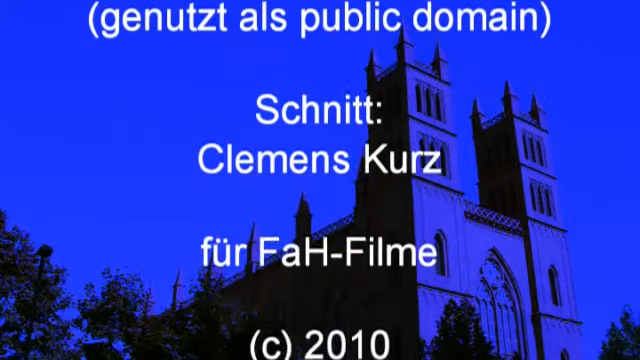 (genutzt als public domain)
Schnitt:
Clemens Kurz
für FaH-Filme
(c) 2010